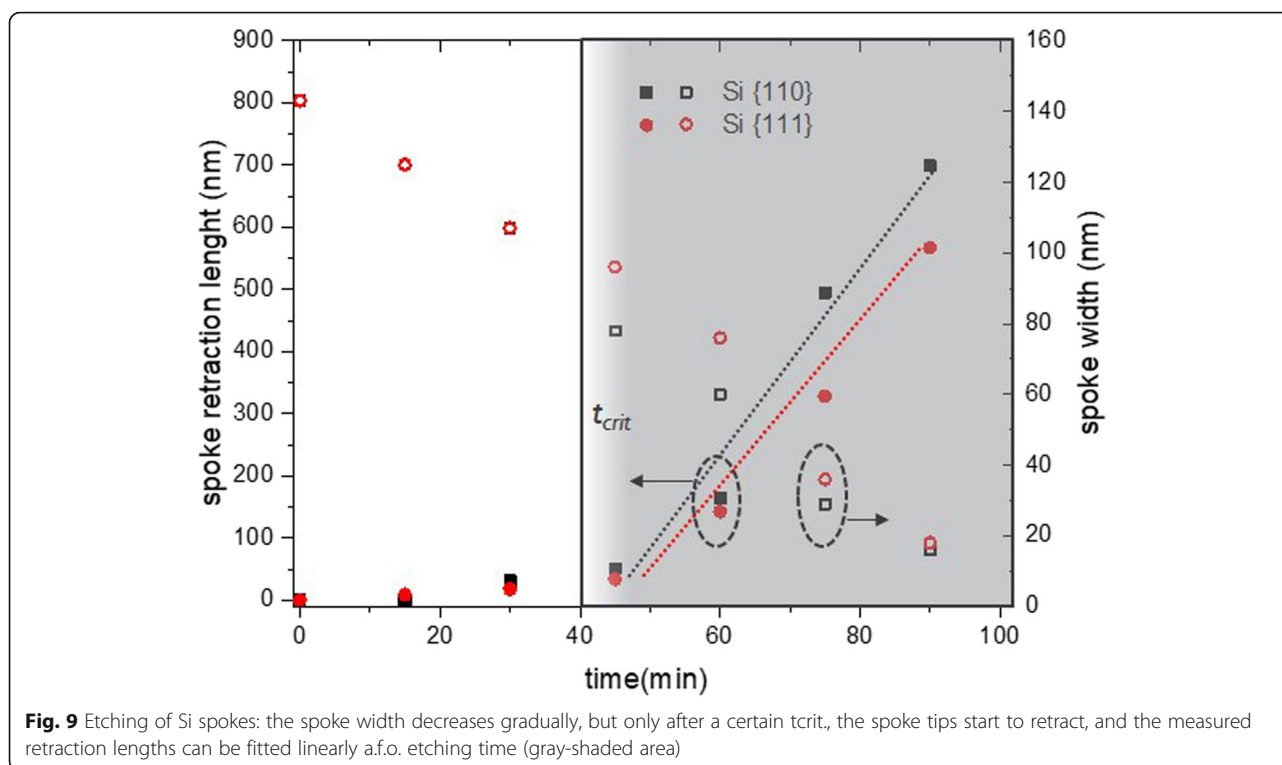 900
800
700
600
500
400
300
200
100
0
spoke retraction lenght (nm)
160
140
120
100
80
60
40
20
0
spoke width (nm)
Si {110}
Si {111}
tcrit
0 20 40 60 80 100
time(min)
Fig. 9 Etching of Si spokes: the spoke width decreases gradually, but only after a certain tcrit., the spoke tips start to retract, and the measured
retraction lengths can be fitted linearly a.f.o. etching time (gray-shaded area)